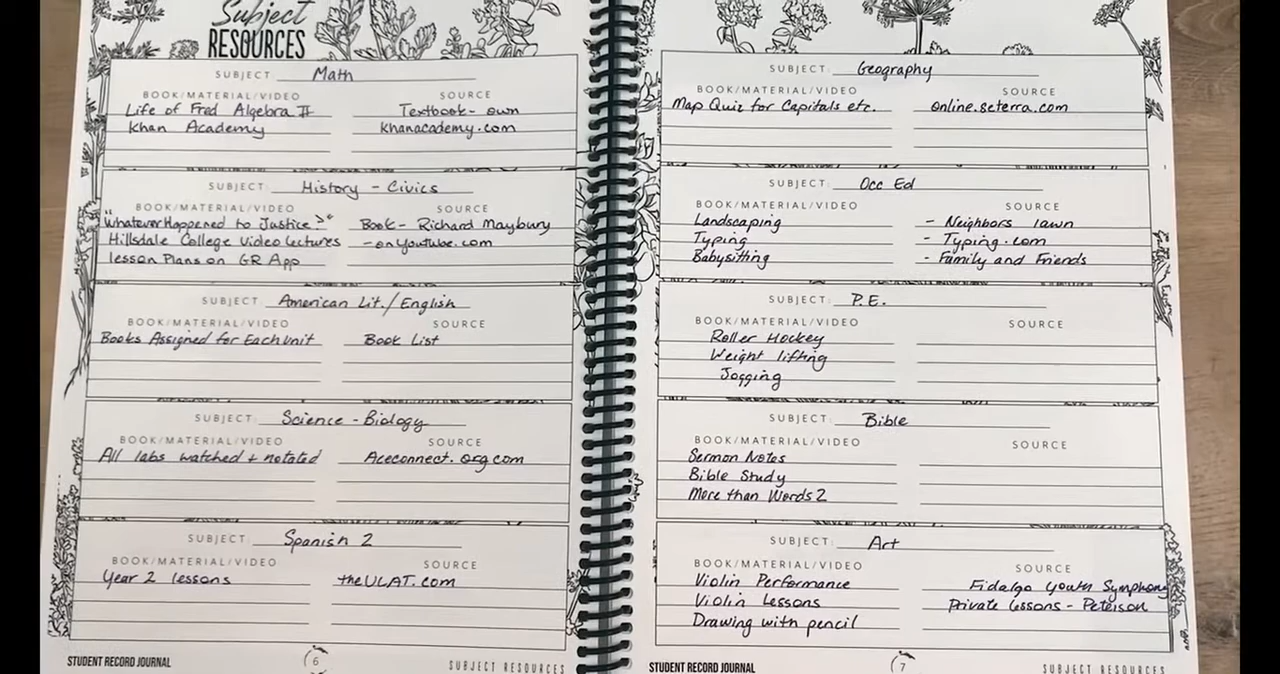 Subject
RESOURCES
SUBJECT: Math
BOOK/MATERIAL/VIDEO SOURCE
Life of Fred Algebra II Textbook - own
Khan Academy khanacademy.com
SUBJECT: History - Civics
BOOK/MATERIAL/VIDEO SOURCE
"Whatever Happened to Justice?" Book - Richard Maybury
Hillsdale College Video Lectures - on YouTube.com
lesson Plans on GR App
SUBJECT: American Lit./English
BOOK/MATERIAL/VIDEO SOURCE
Books Assigned for Each Unit Book List
SUBJECT: Science - Biology
BOOK/MATERIAL/VIDEO SOURCE
All labs watched + notated Aceconnect.org.com
SUBJECT: Spanish 2
BOOK/MATERIAL/VIDEO SOURCE
Year 2 lessons theULAT.com
STUDENT RECORD JOURNAL 6 SUBJECT RESOURCES
SUBJECT: Geography
BOOK/MATERIAL/VIDEO SOURCE
Map Quiz for Capitals etc. online.seterra.com
SUBJECT: Occ Ed
BOOK/MATERIAL/VIDEO SOURCE
Landscaping - Neighbors lawn
Typing - Typing.com
Babysitting - Family and Friends
SUBJECT: P.E.
BOOK/MATERIAL/VIDEO SOURCE
Roller Hockey
Weight lifting
Jogging
SUBJECT: Bible
BOOK/MATERIAL/VIDEO SOURCE
Sermon Notes
Bible Study
More than Words 2
SUBJECT: Art
BOOK/MATERIAL/VIDEO SOURCE
Violin Performance Fidalgo Youth Symphony
Violin Lessons Private lessons - Peterson
Drawing with pencil
STUDENT RECORD JOURNAL 7 SUBJECT RESOURCES